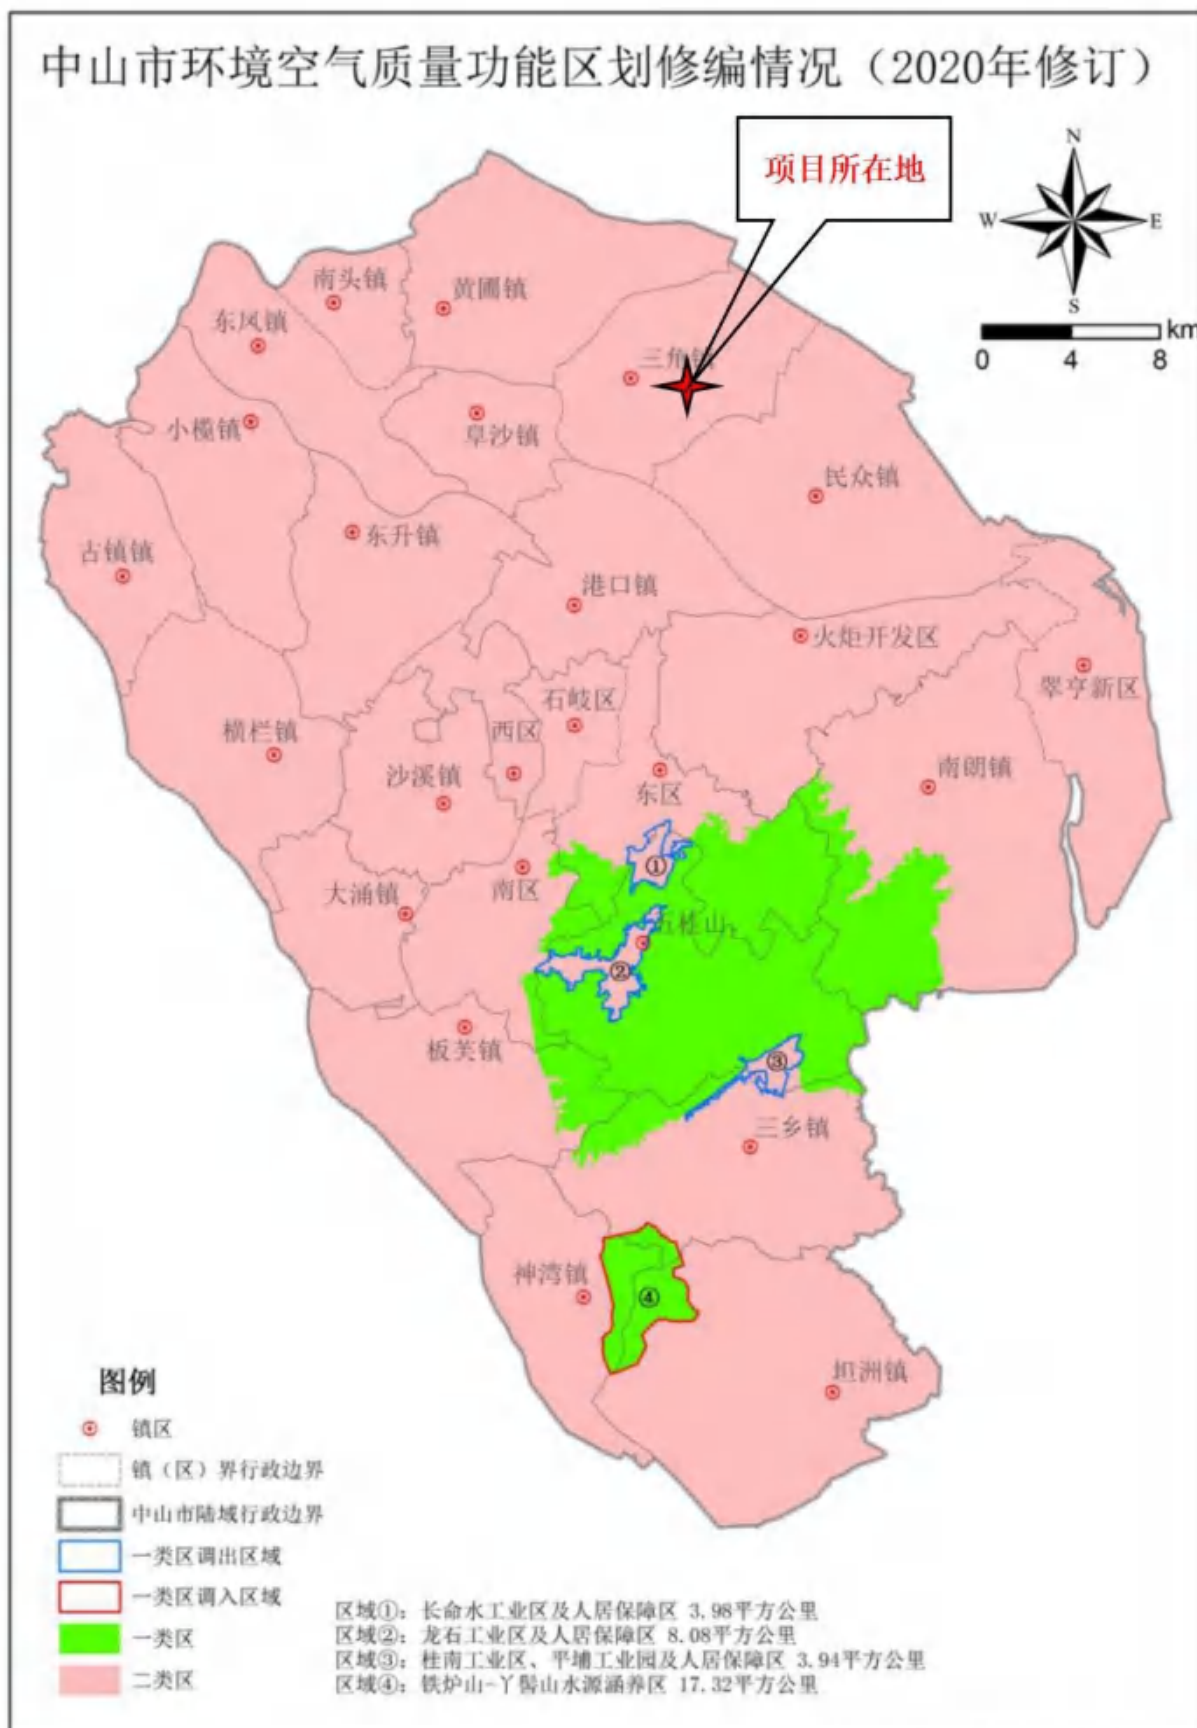 中山市环境空气质量功能区划修编情况（2020年修订）
项目所在地
N
W
E
S
km
0 4 8
南头镇
黄圃镇
东凤镇
三角镇
小榄镇
阜沙镇
民众镇
东升镇
古镇镇
港口镇
火炬开发区
翠亨新区
石岐区
西区
横栏镇
沙溪镇
东区
南朗镇
①
南区
大涌镇
五桂山
②
板芙镇
③
三乡镇
神湾镇
④
坦洲镇
图例
镇区
镇（区）界行政边界
中山市陆域行政边界
一类区调出区域
一类区调入区域
一类区
二类区
区域①：长命水工业区及人居保障区 3.98平方公里
区域②：龙石工业区及人居保障区 8.08平方公里
区域③：桂南工业区、平埔工业园及人居保障区 3.94平方公里
区域④：铁炉山-丫髻山水源涵养区 17.32平方公里